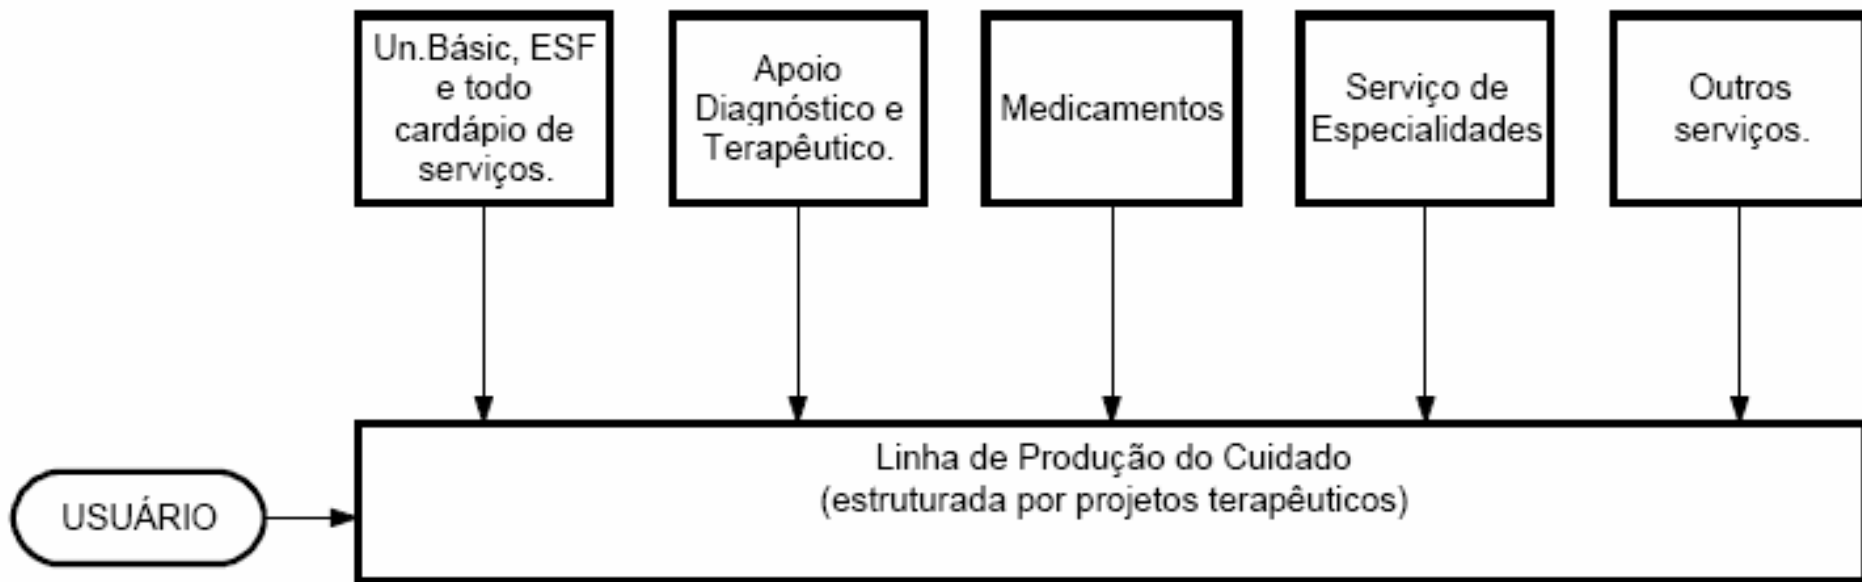 Un.Básic, ESF
e todo
cardápio de
serviços.
Apoio
Diagnóstico e
Terapêutico.
Medicamentos
Serviço de
Especialidades
Outros
serviços.
Linha de Produção do Cuidado
(estruturada por projetos terapêuticos)
USUÁRIO